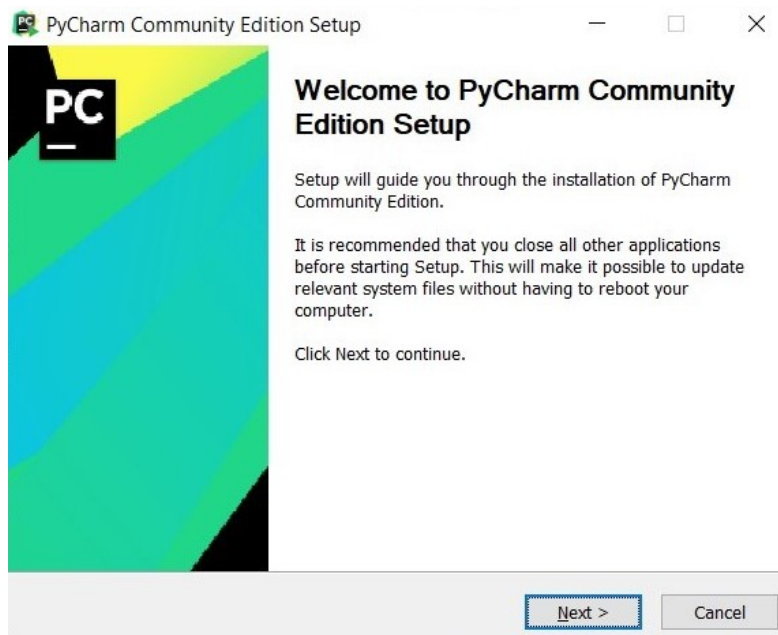 PyCharm Community Edition Setup
PC
Welcome to PyCharm Community
Edition Setup
Setup will guide you through the installation of PyCharm
Community Edition.
It is recommended that you close all other applications
before starting Setup. This will make it possible to update
relevant system files without having to reboot your
computer.
Click Next to continue.
Next >
Cancel